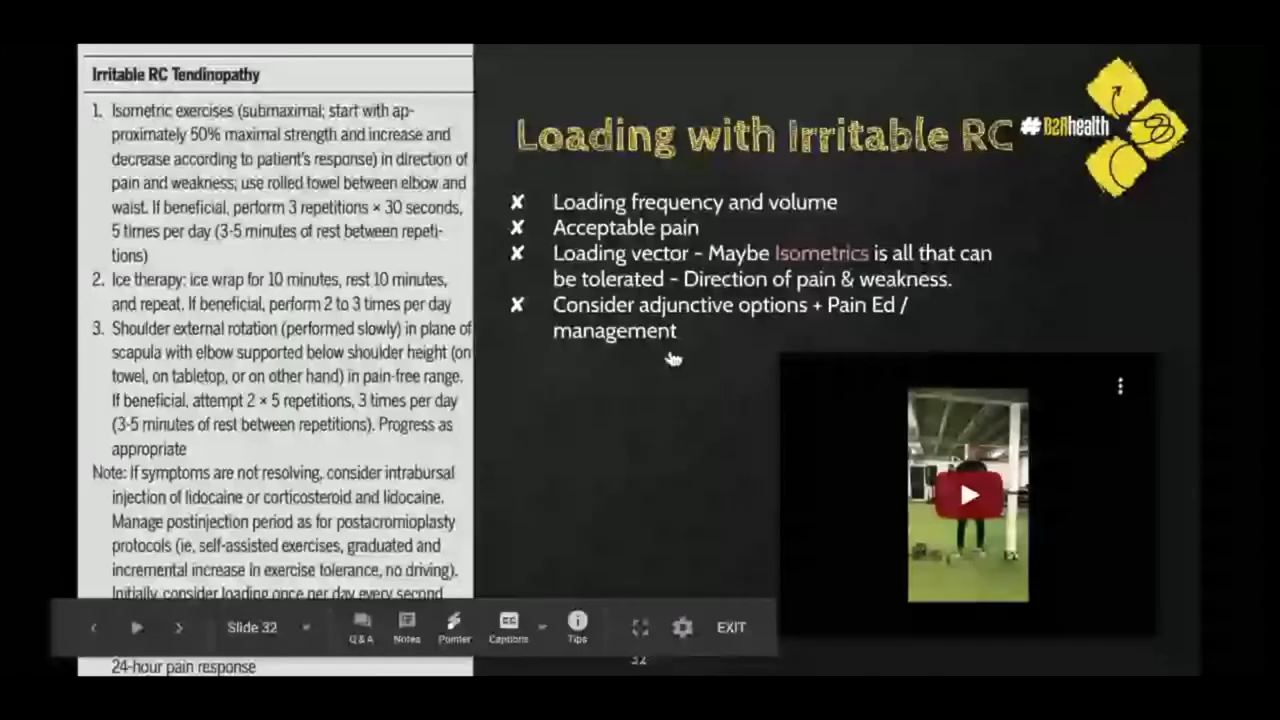 Irritable RC Tendinopathy
1. Isometric exercises (submaximal; start with ap-
proximately 50% maximal strength and increase and
decrease according to patient's response) in direction of
pain and weakness; use rolled towel between elbow and
waist. If beneficial, perform 3 repetitions × 30 seconds,
5 times per day (3-5 minutes of rest between repeti-
tions)
2. Ice therapy: ice wrap for 10 minutes, rest 10 minutes,
and repeat. If beneficial, perform 2 to 3 times per day
3. Shoulder external rotation (performed slowly) in plane of
scapula with elbow supported below shoulder height (on
towel, on tabletop, or on other hand) in pain-free range.
If beneficial, attempt 2 × 5 repetitions, 3 times per day
(3-5 minutes of rest between repetitions). Progress as
appropriate
Note: If symptoms are not resolving, consider intrabursal
injection of lidocaine or corticosteroid and lidocaine.
Manage postinjection period as for postacromioplasty
protocols (ie, self-assisted exercises, graduated and
incremental increase in exercise tolerance, no driving).
Initially, consider loading once per day every second
24-hour pain response
Loading with Irritable RC
#B2Rhealth
✘ Loading frequency and volume
✘ Acceptable pain
✘ Loading vector - Maybe Isometrics is all that can
be tolerated - Direction of pain & weakness.
✘ Consider adjunctive options + Pain Ed /
management
Slide 32
Q&A
Notes
Pointer
CC
Captions
Tips
EXIT
32